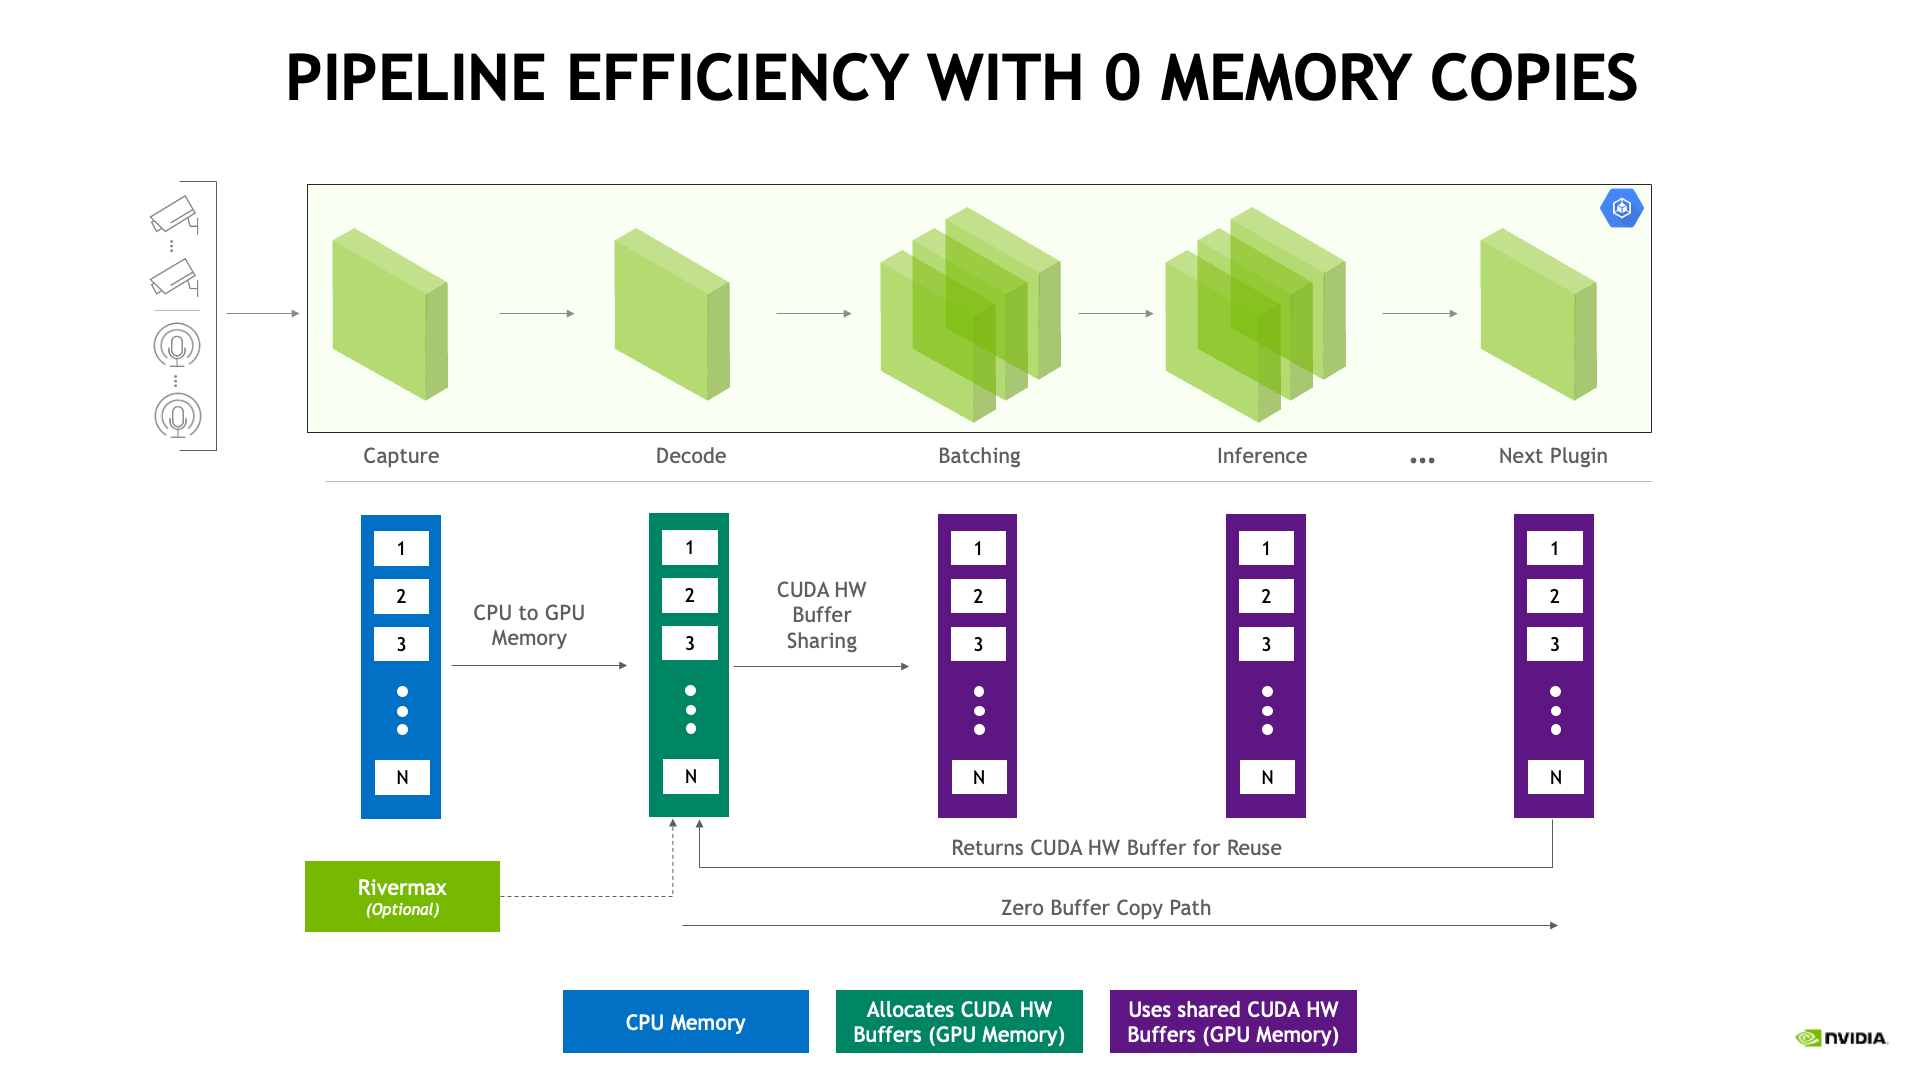 PIPELINE EFFICIENCY WITH 0 MEMORY COPIES
Capture
Decode
Batching
Inference
...
Next Plugin
1
2
3
N
CPU to GPU
Memory
1
2
3
N
CUDA HW
Buffer
Sharing
1
2
3
N
1
2
3
N
1
2
3
N
Returns CUDA HW Buffer for Reuse
Rivermax
(Optional)
Zero Buffer Copy Path
CPU Memory
Allocates CUDA HW
Buffers (GPU Memory)
Uses shared CUDA HW
Buffers (GPU Memory)
NVIDIA